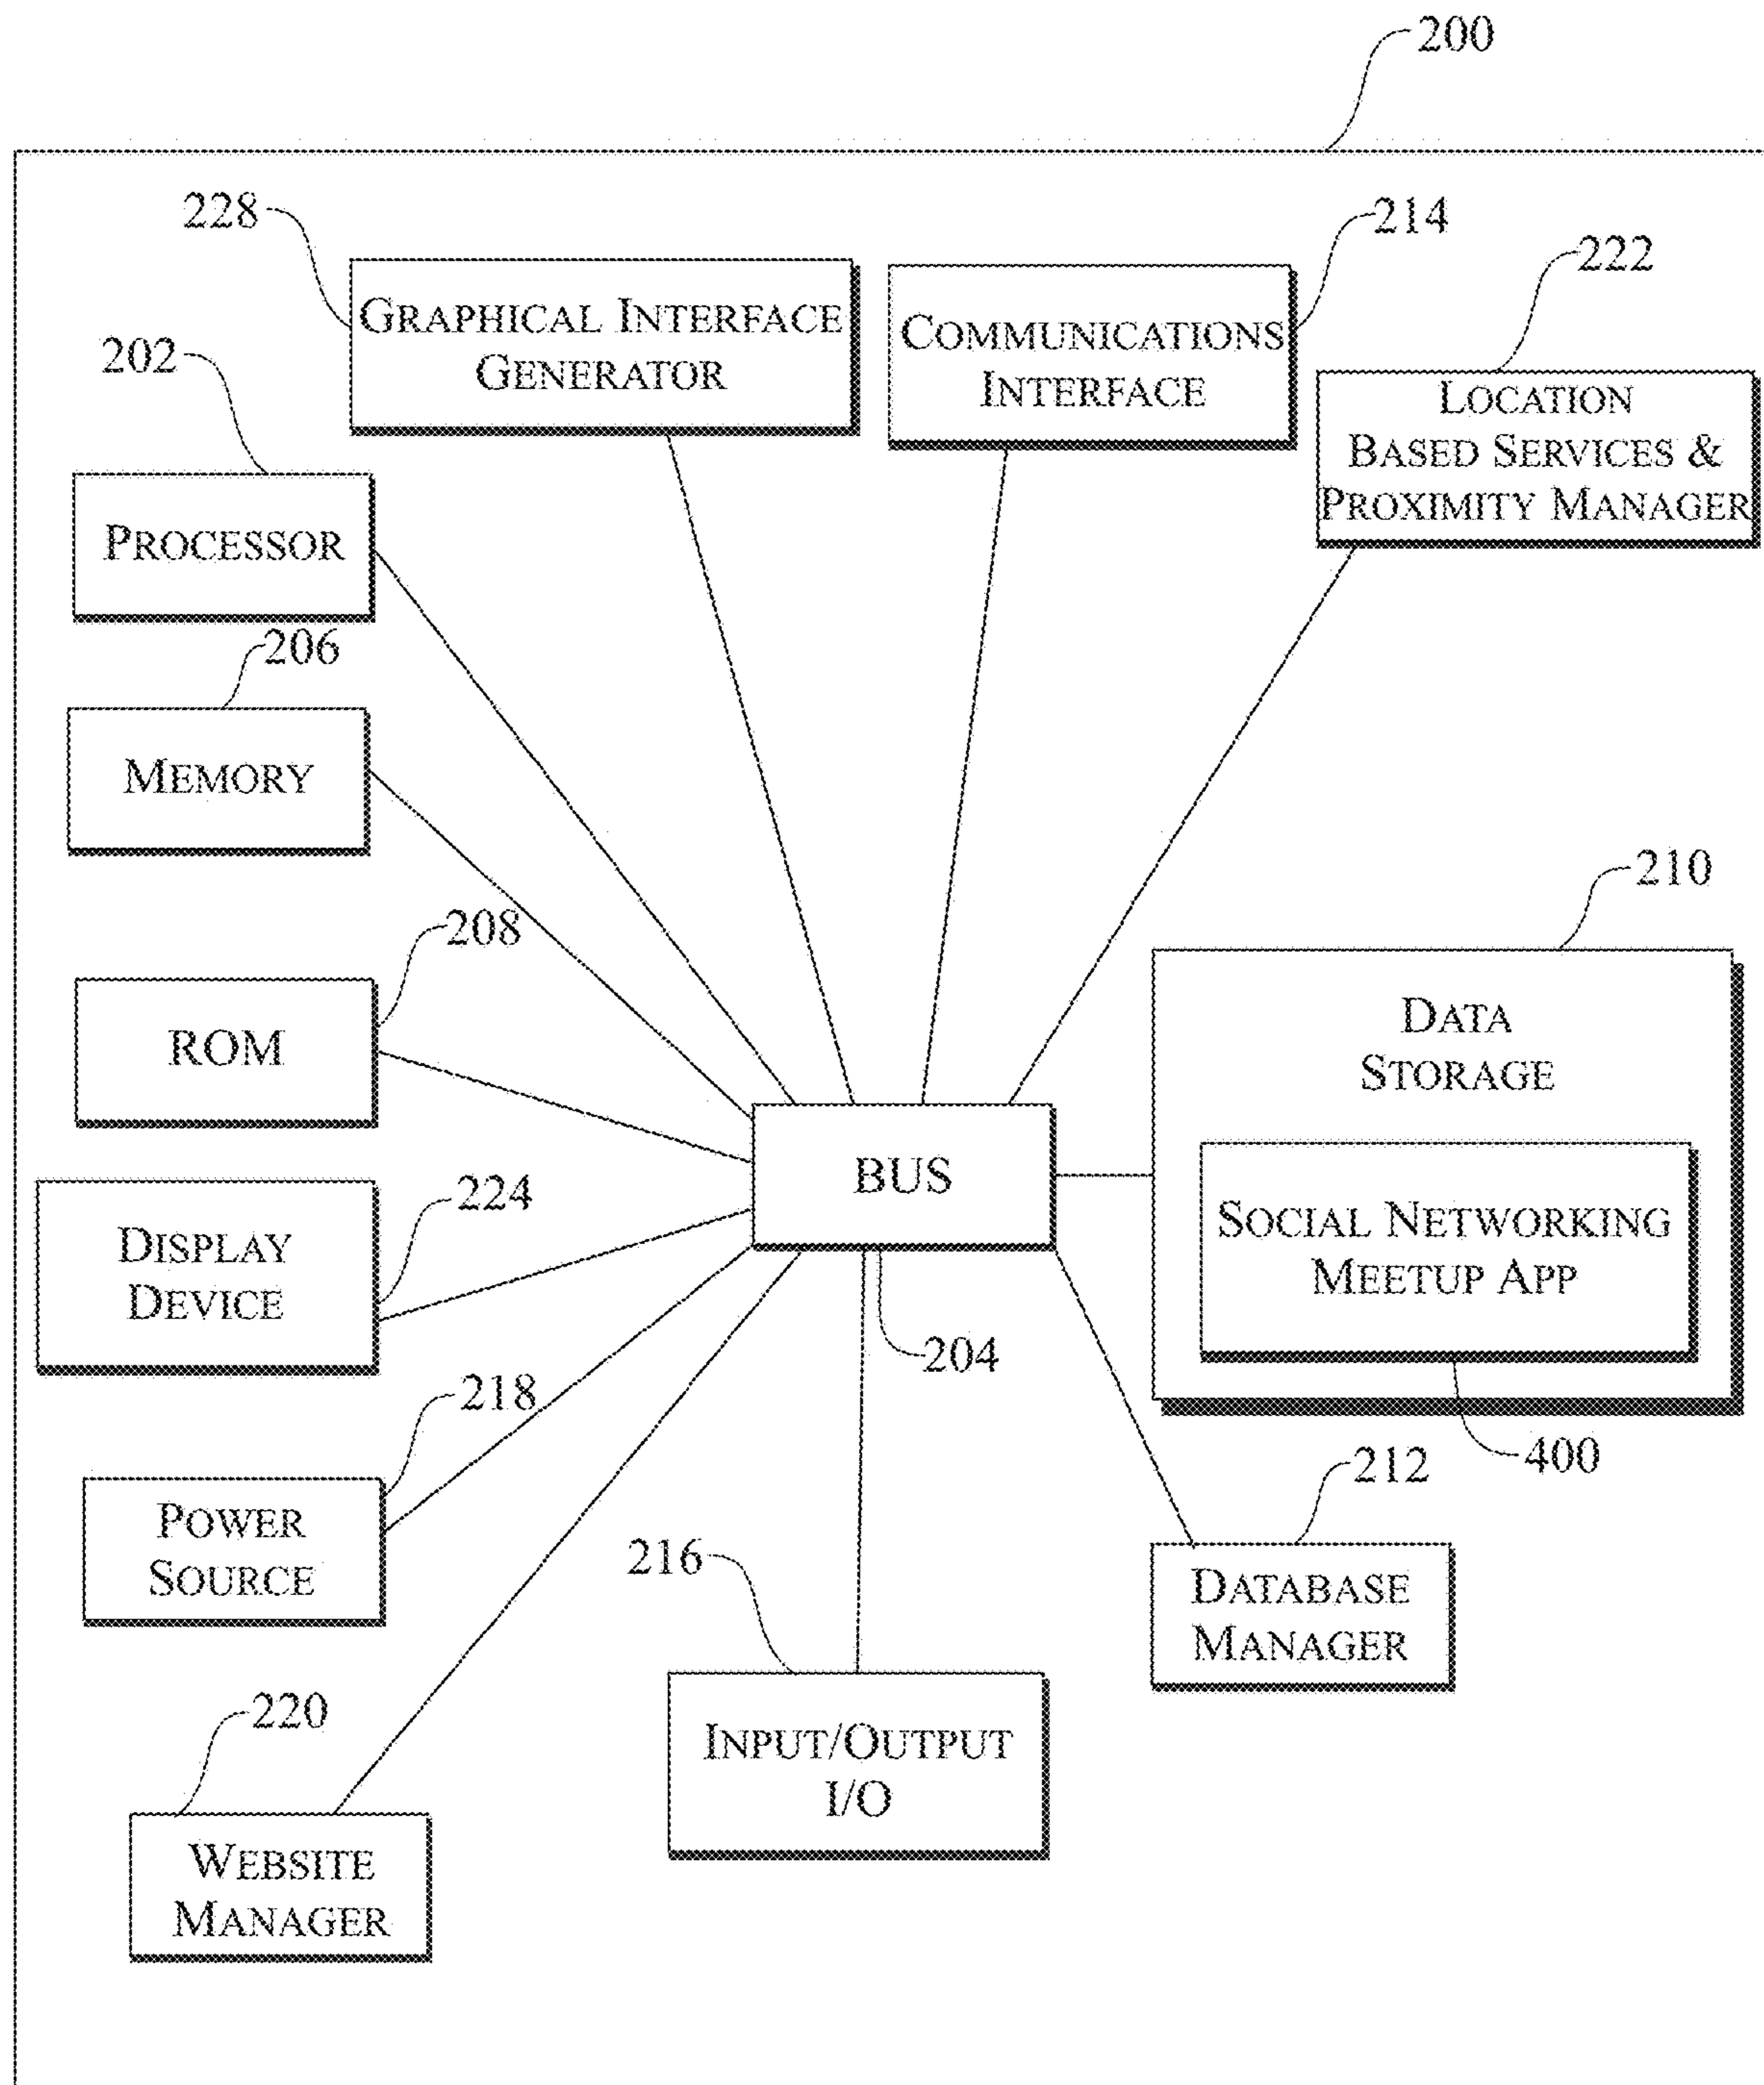 200
228
214
222
GRAPHICAL INTERFACE
GENERATOR
COMMUNICATIONS
INTERFACE
LOCATION
BASED SERVICES &
PROXIMITY MANAGER
202
PROCESSOR
206
MEMORY
210
208
ROM
DATA
STORAGE
BUS
224
DISPLAY
DEVICE
SOCIAL NETWORKING
MEETUP APP
204
218
400
212
POWER
SOURCE
216
DATABASE
MANAGER
220
INPUT/OUTPUT
I/O
WEBSITE
MANAGER